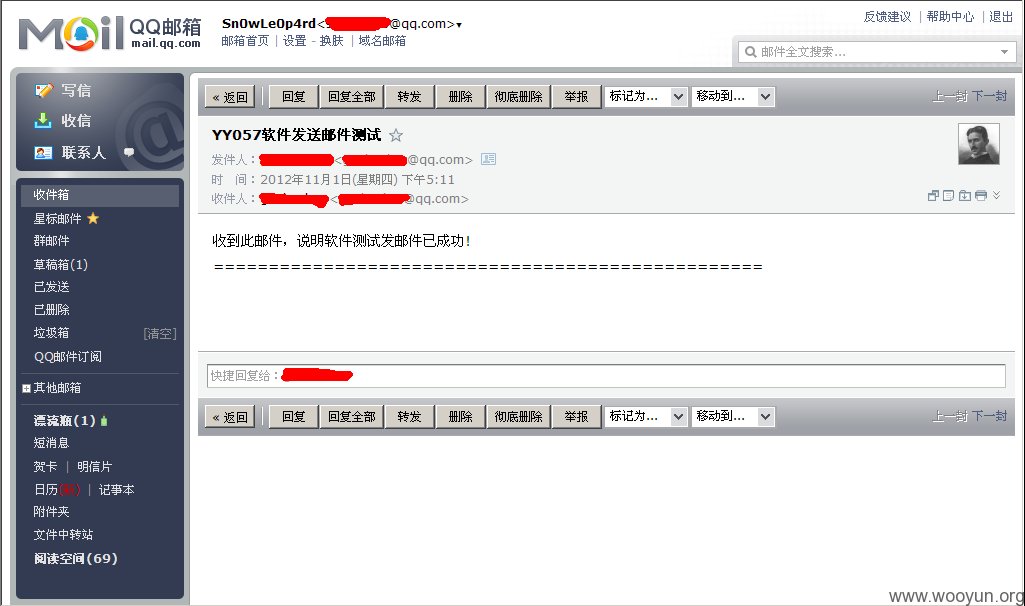 Mail QQ邮箱
mail.qq.com
Sn0wLe0p4rd< @qq.com>▾
邮箱首页 | 设置 - 换肤 | 域名邮箱
反馈建议 | 帮助中心 | 退出
邮件全文搜索...
写信
收信
联系人
收件箱
星标邮件
群邮件
草稿箱(1)
已发送
已删除
垃圾箱 [清空]
QQ邮件订阅
其他邮箱
漂流瓶(1)
短消息
贺卡 | 明信片
日历 | 记事本
附件夹
文件中转站
阅读空间(69)
« 返回 回复 回复全部 转发 删除 彻底删除 举报 标记为... 移动到... 上一封 下一封
YY057软件发送邮件测试 ☆
发件人: < @qq.com>
时 间: 2012年11月1日(星期四) 下午5:11
收件人: < @qq.com>
收到此邮件，说明软件测试发邮件已成功!
==================================================
快捷回复给:
« 返回 回复 回复全部 转发 删除 彻底删除 举报 标记为... 移动到... 上一封 下一封
www.wooyun.org